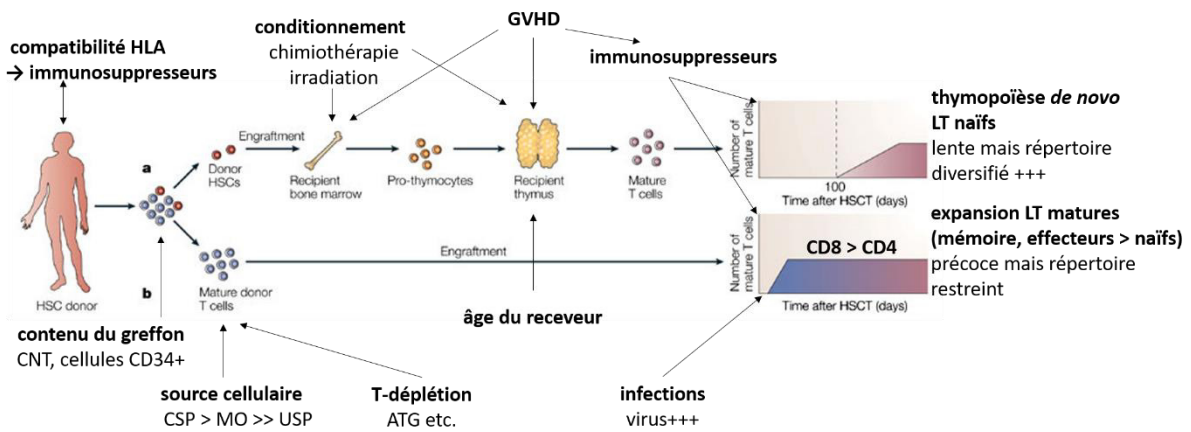 GVHD
compatibilité HLA
→ immunosuppresseurs
conditionnement
chimiothérapie
irradiation
immunosuppresseurs
a
Donor
HSCs
Engraftment
Recipient
bone marrow
Pro-thymocytes
Recipient
thymus
Mature
T cells
Number of
mature T cells
100
Time after HSCT (days)
thymopoïèse de novo
LT naïfs
lente mais répertoire
diversifié +++
HSC donor
b
Mature donor
T cells
Engraftment
Number of
mature T cells
CD8 > CD4
Time after HSCT (days)
expansion LT matures
(mémoire, effecteurs > naïfs)
précoce mais répertoire
restreint
contenu du greffon
CNT, cellules CD34+
âge du receveur
source cellulaire
CSP > MO >> USP
T-déplétion
ATG etc.
infections
virus+++